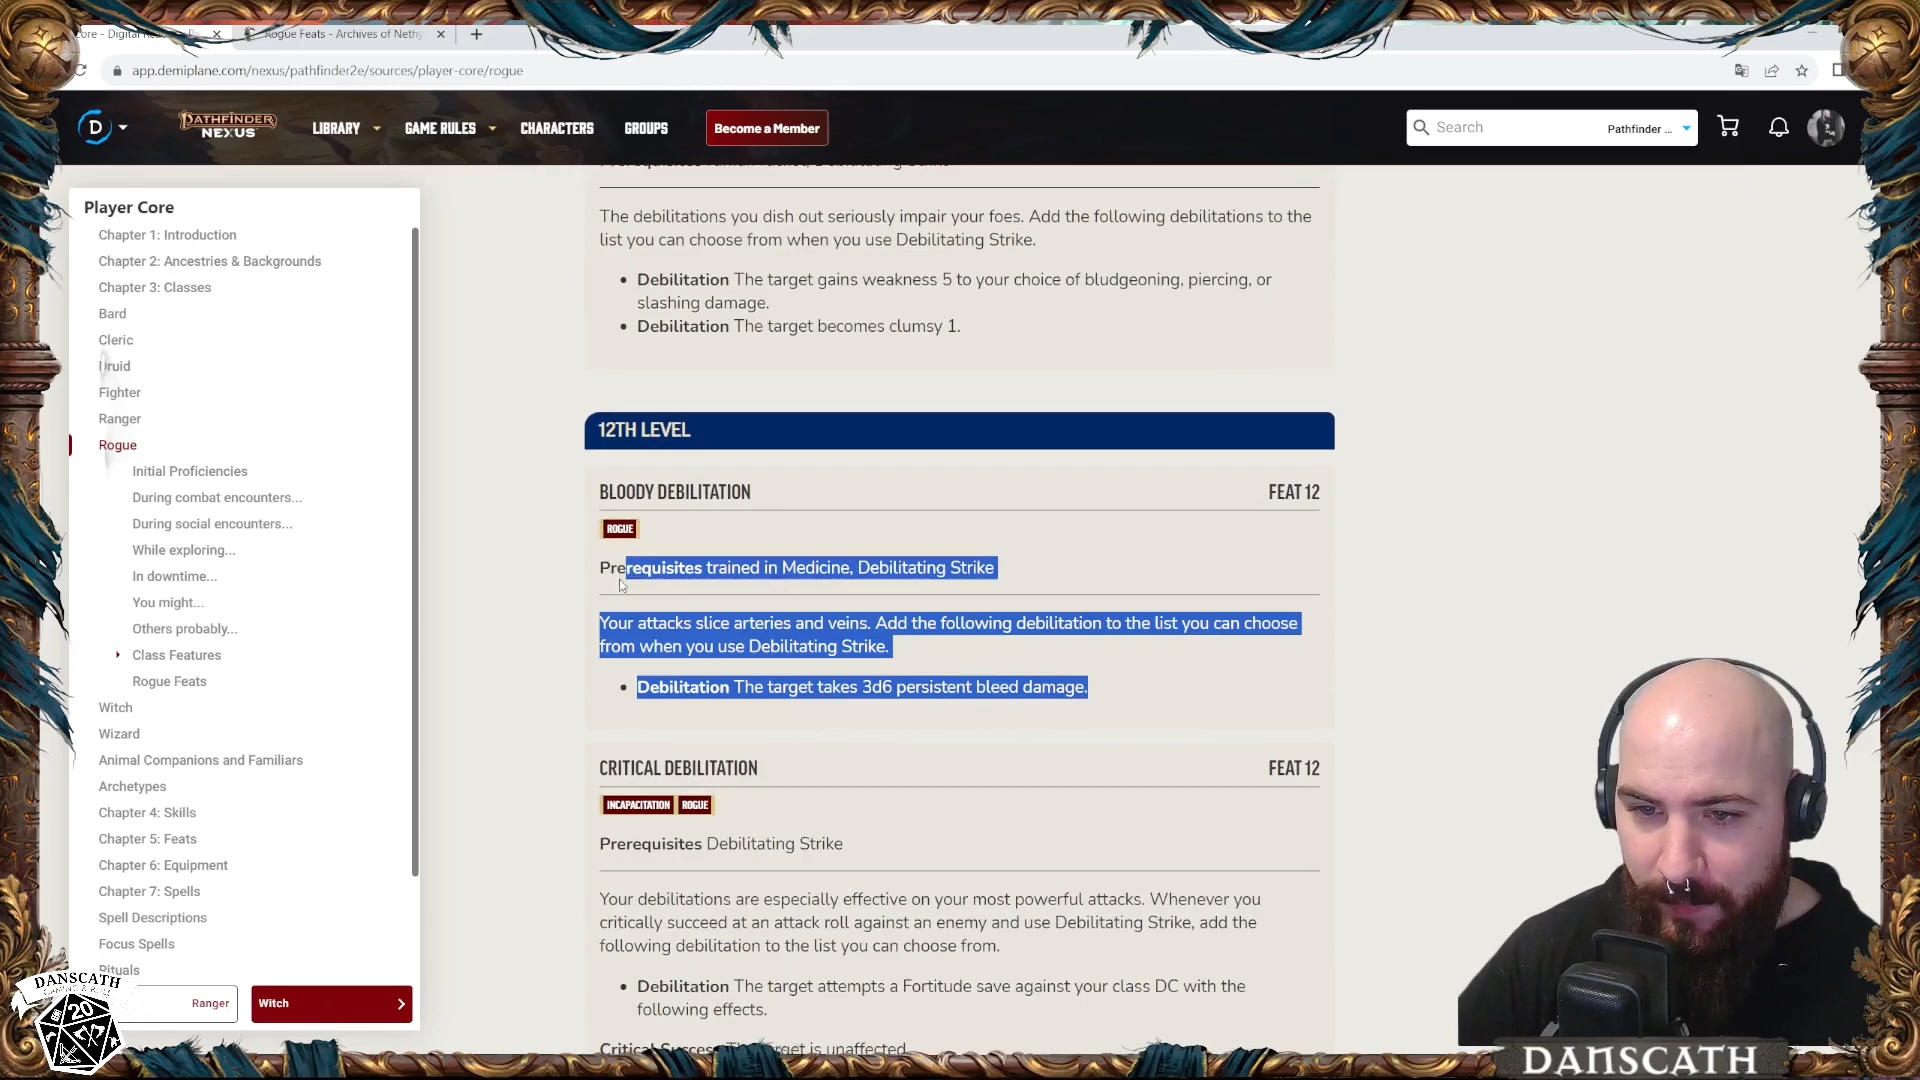 Core - Digital
Rogue Feats - Archives of Nethy
app.demiplane.com/nexus/pathfinder2e/sources/player-core/rogue
D
PATHFINDER
NEXUS
LIBRARY
GAME RULES
CHARACTERS
GROUPS
Become a Member
Search
Pathfinder ...
Player Core
Chapter 1: Introduction
Chapter 2: Ancestries & Backgrounds
Chapter 3: Classes
Bard
Cleric
Druid
Fighter
Ranger
Rogue
Initial Proficiencies
During combat encounters...
During social encounters...
While exploring...
In downtime...
You might...
Others probably...
Class Features
Rogue Feats
Witch
Wizard
Animal Companions and Familiars
Archetypes
Chapter 4: Skills
Chapter 5: Feats
Chapter 6: Equipment
Chapter 7: Spells
Spell Descriptions
Focus Spells
Rituals
Ranger
Witch
The debilitations you dish out seriously impair your foes. Add the following debilitations to the
list you can choose from when you use Debilitating Strike.
Debilitation The target gains weakness 5 to your choice of bludgeoning, piercing, or
slashing damage.
Debilitation The target becomes clumsy 1.
12TH LEVEL
BLOODY DEBILITATION
FEAT 12
ROGUE
Prerequisites trained in Medicine, Debilitating Strike
Your attacks slice arteries and veins. Add the following debilitation to the list you can choose
from when you use Debilitating Strike.
Debilitation The target takes 3d6 persistent bleed damage.
CRITICAL DEBILITATION
FEAT 12
INCAPACITATION ROGUE
Prerequisites Debilitating Strike
Your debilitations are especially effective on your most powerful attacks. Whenever you
critically succeed at an attack roll against an enemy and use Debilitating Strike, add the
following debilitation to the list you can choose from.
Debilitation The target attempts a Fortitude save against your class DC with the
following effects.
Critical Success The target is unaffected.
DANSCATH
GAMING & ROLL
20
DANSCATH